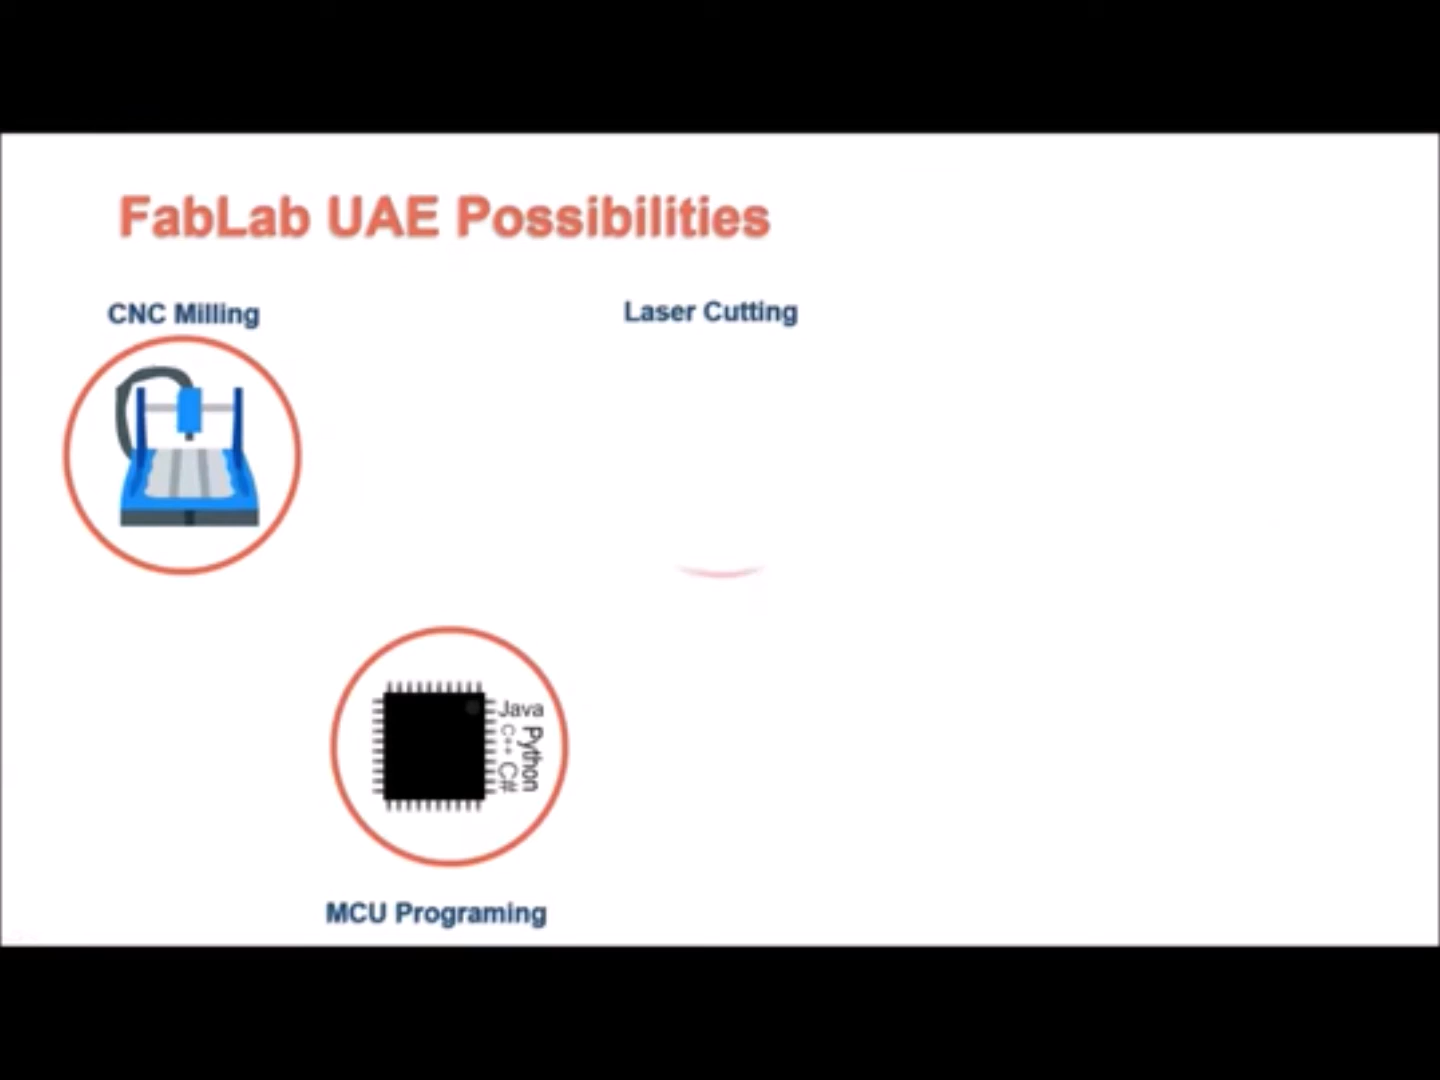 FabLab UAE Possibilities
CNC Milling
Laser Cutting
Java
Python
C++
C#
MCU Programing